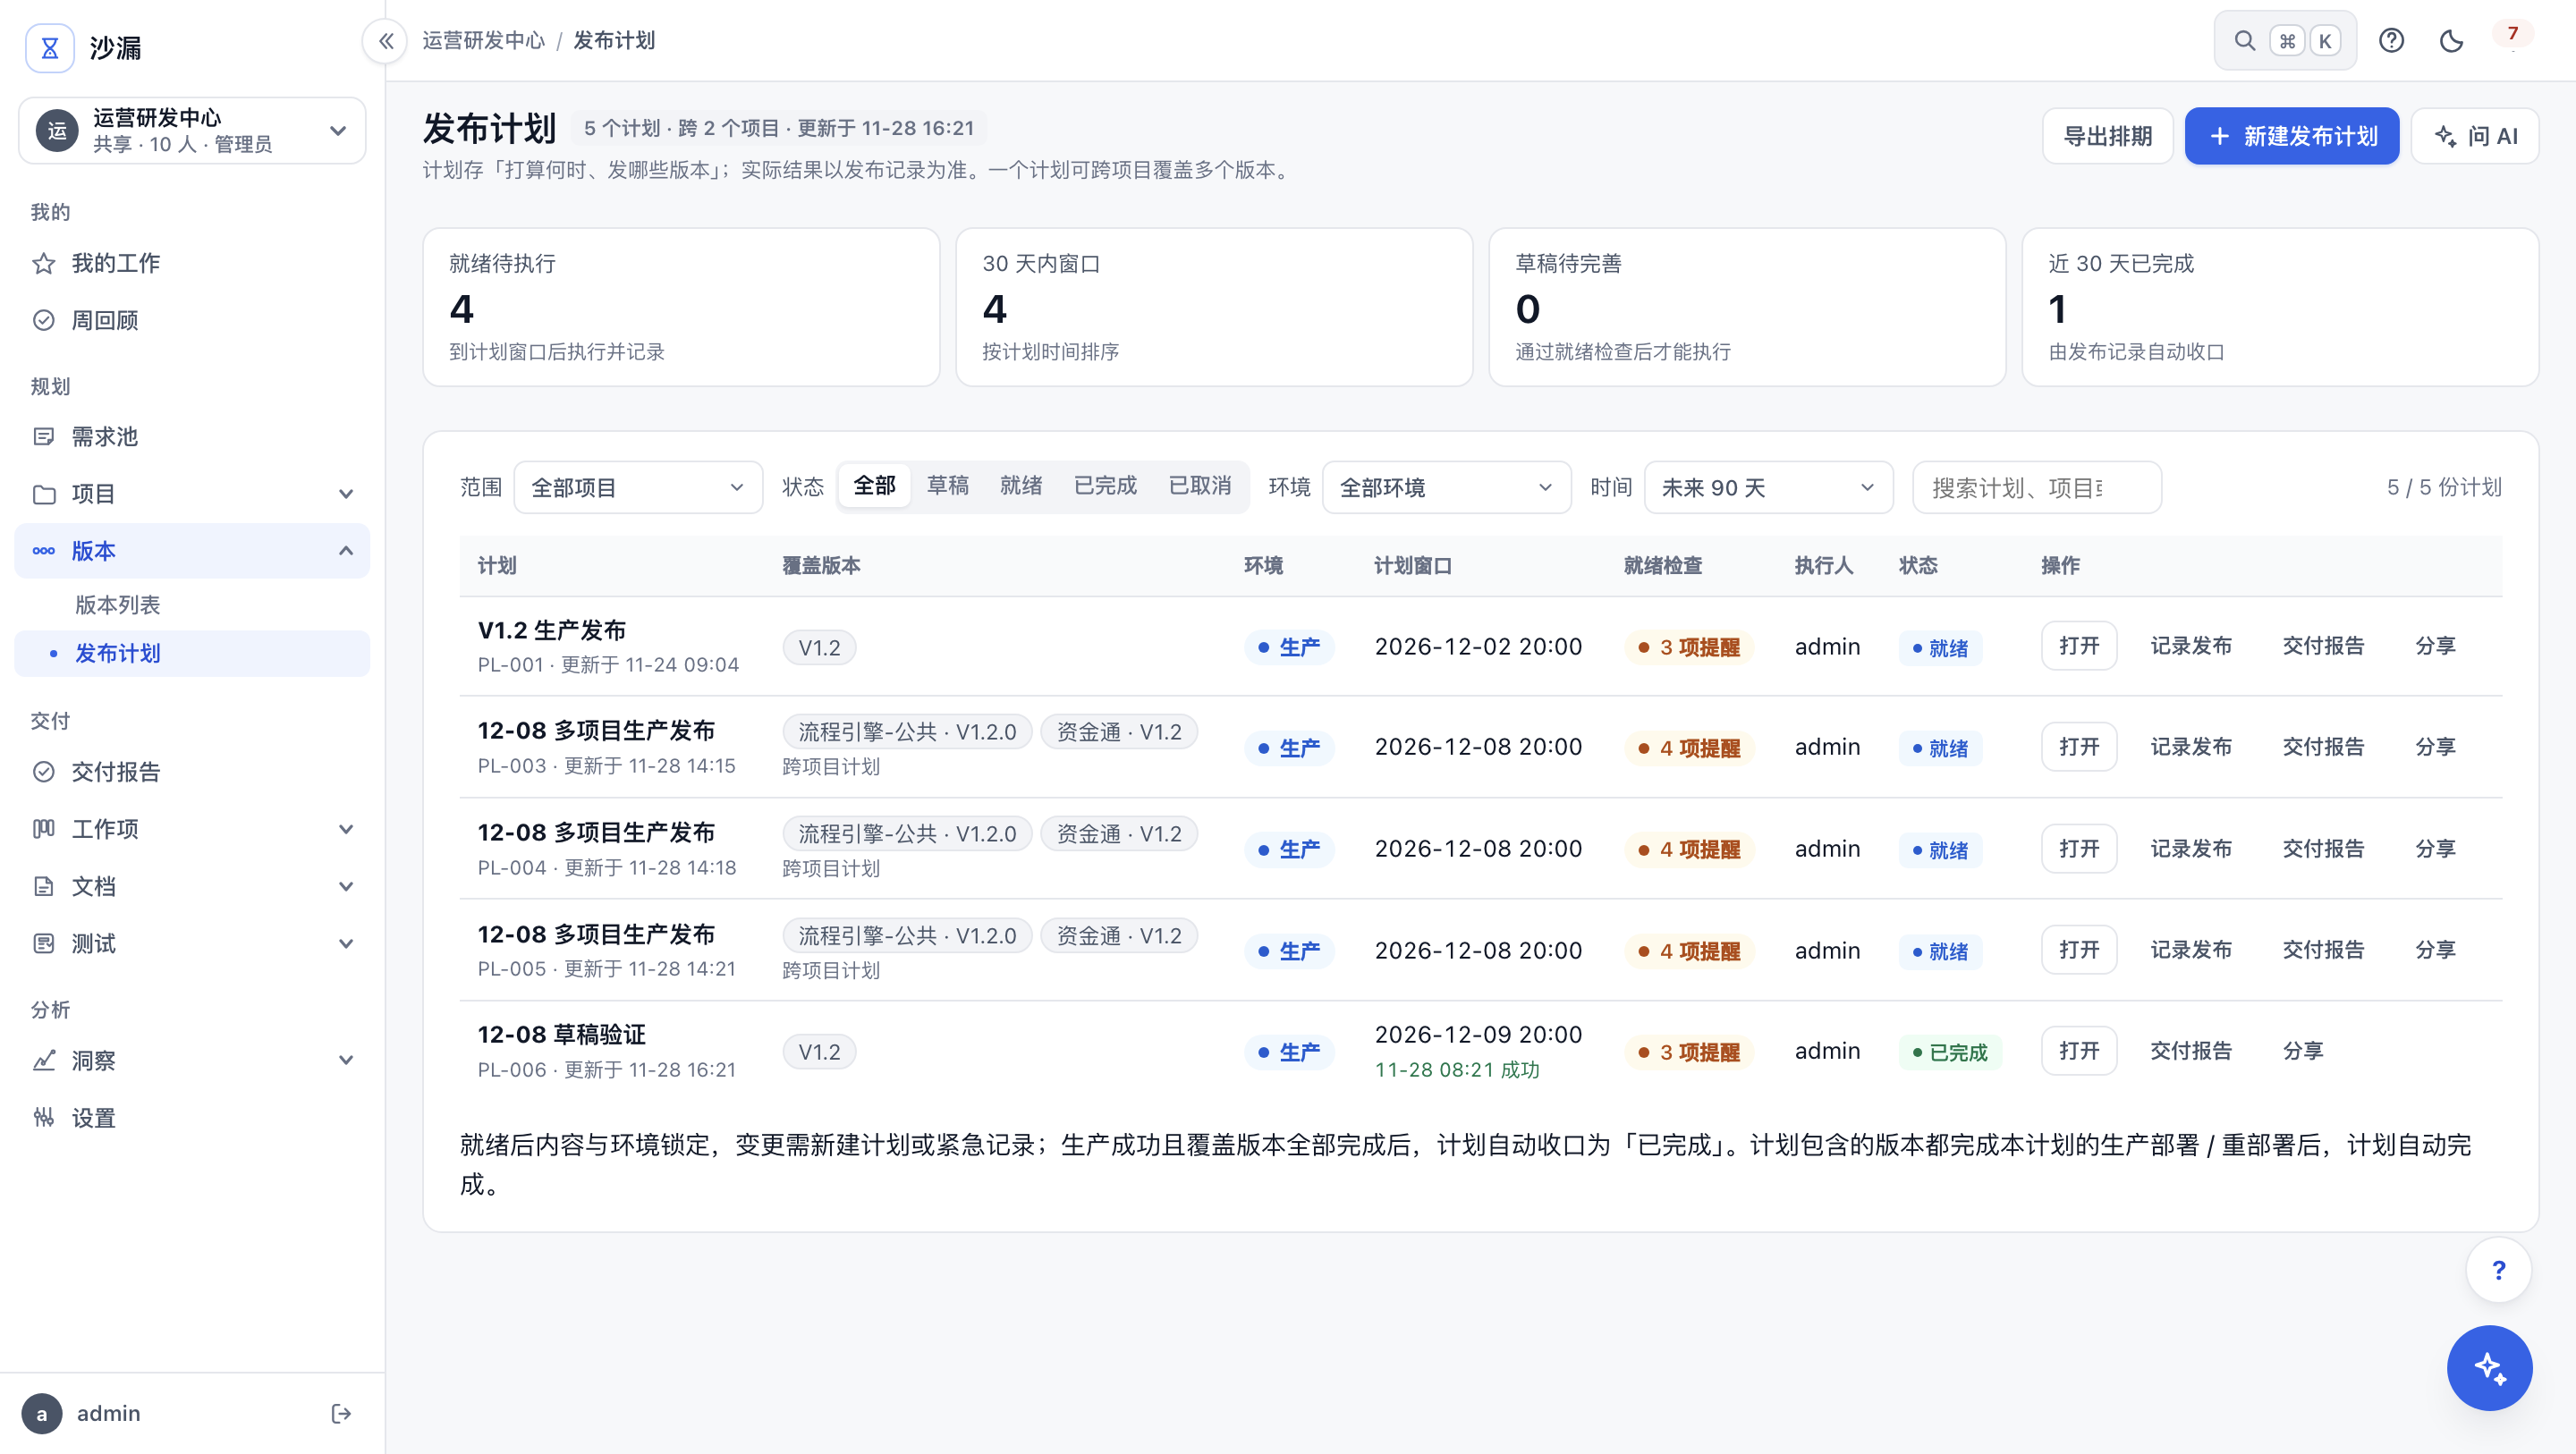 沙漏
运
运营研发中心
共享 · 10 人 · 管理员
我的
我的工作
周回顾
规划
需求池
项目
版本
版本列表
发布计划
交付
交付报告
工作项
文档
测试
分析
洞察
设置
a
admin
运营研发中心 / 发布计划
⌘ K
7
发布计划
5 个计划 · 跨 2 个项目 · 更新于 11-28 16:21
计划存「打算何时、发哪些版本」；实际结果以发布记录为准。一个计划可跨项目覆盖多个版本。
导出排期
+ 新建发布计划
问 AI
就绪待执行
4
到计划窗口后执行并记录
30 天内窗口
4
按计划时间排序
草稿待完善
0
通过就绪检查后才能执行
近 30 天已完成
1
由发布记录自动收口
范围 全部项目 状态 全部 草稿 就绪 已完成 已取消 环境 全部环境 时间 未来 90 天 搜索计划、项目 5 / 5 份计划
计划 覆盖版本 环境 计划窗口 就绪检查 执行人 状态 操作
V1.2 生产发布
PL-001 · 更新于 11-24 09:04
V1.2 生产 2026-12-02 20:00 3 项提醒 admin 就绪 打开 记录发布 交付报告 分享
12-08 多项目生产发布
PL-003 · 更新于 11-28 14:15
流程引擎-公共 · V1.2.0 资金通 · V1.2
跨项目计划
生产 2026-12-08 20:00 4 项提醒 admin 就绪 打开 记录发布 交付报告 分享
12-08 多项目生产发布
PL-004 · 更新于 11-28 14:18
流程引擎-公共 · V1.2.0 资金通 · V1.2
跨项目计划
生产 2026-12-08 20:00 4 项提醒 admin 就绪 打开 记录发布 交付报告 分享
12-08 多项目生产发布
PL-005 · 更新于 11-28 14:21
流程引擎-公共 · V1.2.0 资金通 · V1.2
跨项目计划
生产 2026-12-08 20:00 4 项提醒 admin 就绪 打开 记录发布 交付报告 分享
12-08 草稿验证
PL-006 · 更新于 11-28 16:21
V1.2 生产 2026-12-09 20:00
11-28 08:21 成功
3 项提醒 admin 已完成 打开 交付报告 分享
就绪后内容与环境锁定，变更需新建计划或紧急记录；生产成功且覆盖版本全部完成后，计划自动收口为「已完成」。计划包含的版本都完成本计划的生产部署 / 重部署后，计划自动完
成。
?